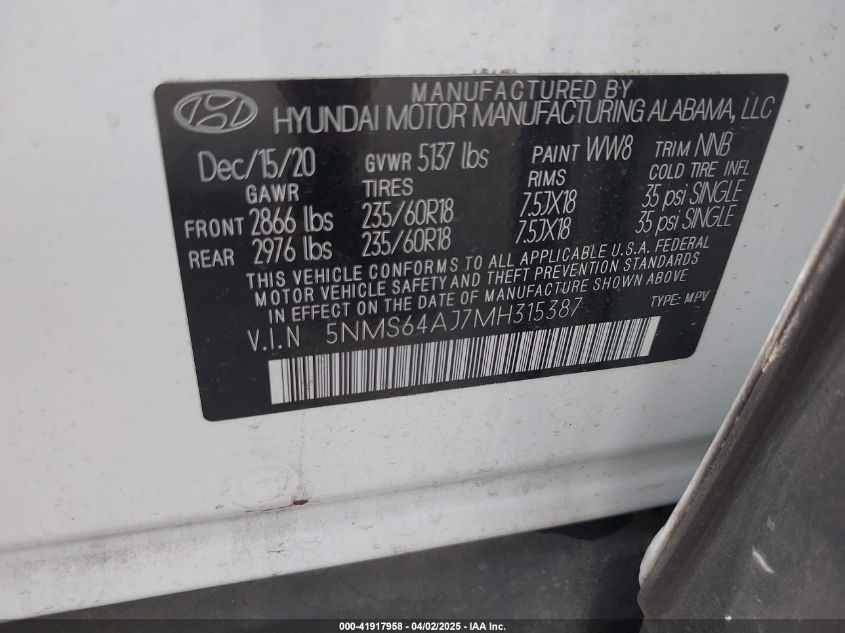 MANUFACTURED BY
HYUNDAI MOTOR MANUFACTURING ALABAMA, LLC
Dec/15/20 GVWR 5137 lbs PAINT WW8 TRIM NNB
GAWR TIRES RIMS COLD TIRE INFL
FRONT 2866 lbs 235/60R18 7.5JX18 35 psi SINGLE
REAR 2976 lbs 235/60R18 7.5JX18 35 psi SINGLE
THIS VEHICLE CONFORMS TO ALL APPLICABLE U.S.A. FEDERAL
MOTOR VEHICLE SAFETY AND THEFT PREVENTION STANDARDS
IN EFFECT ON THE DATE OF MANUFACTURE SHOWN ABOVE
V.I.N 5NMS64AJ7MH315387 TYPE: MPV
000-41917958 - 04/02/2025 - IAA Inc.